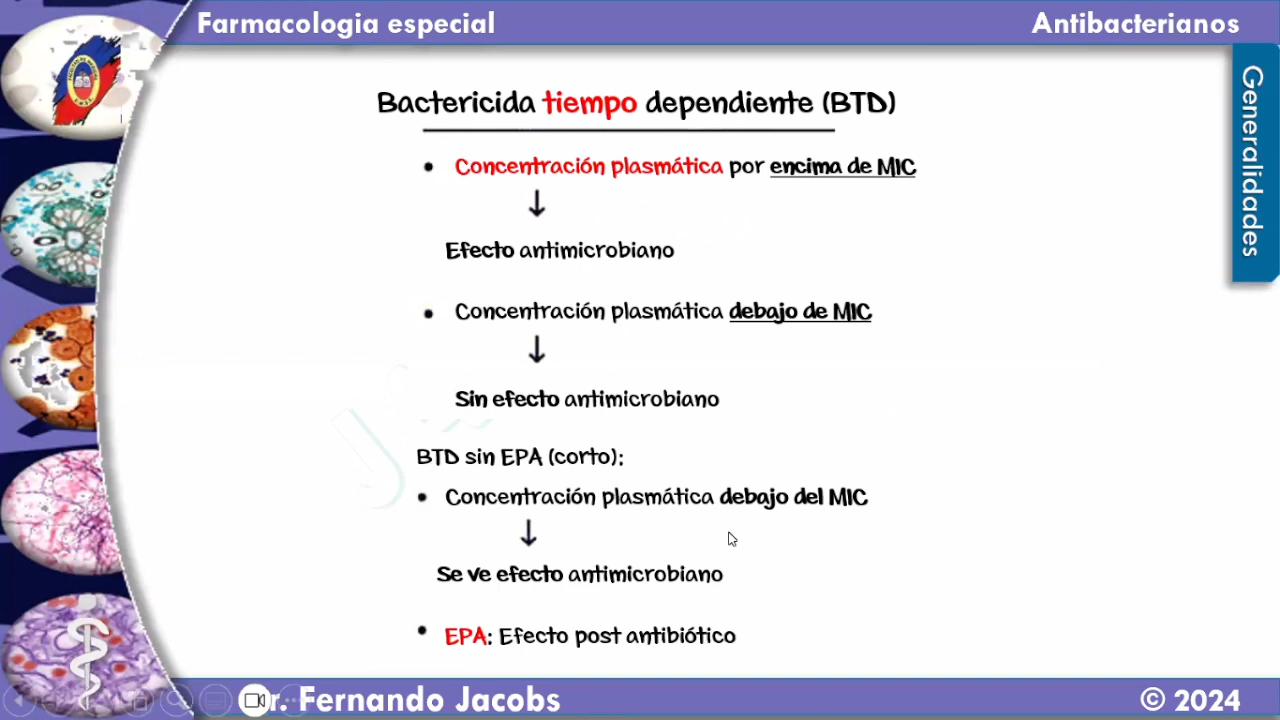 Farmacologia especial
Antibacterianos
Generalidades
Bactericida tiempo dependiente (BTD)
• Concentración plasmática por encima de MIC
↓
Efecto antimicrobiano
• Concentración plasmática debajo de MIC
↓
Sin efecto antimicrobiano
BTD sin EPA (corto):
• Concentración plasmática debajo del MIC
↓
Se ve efecto antimicrobiano
• EPA: Efecto post antibiótico
r. Fernando Jacobs
© 2024